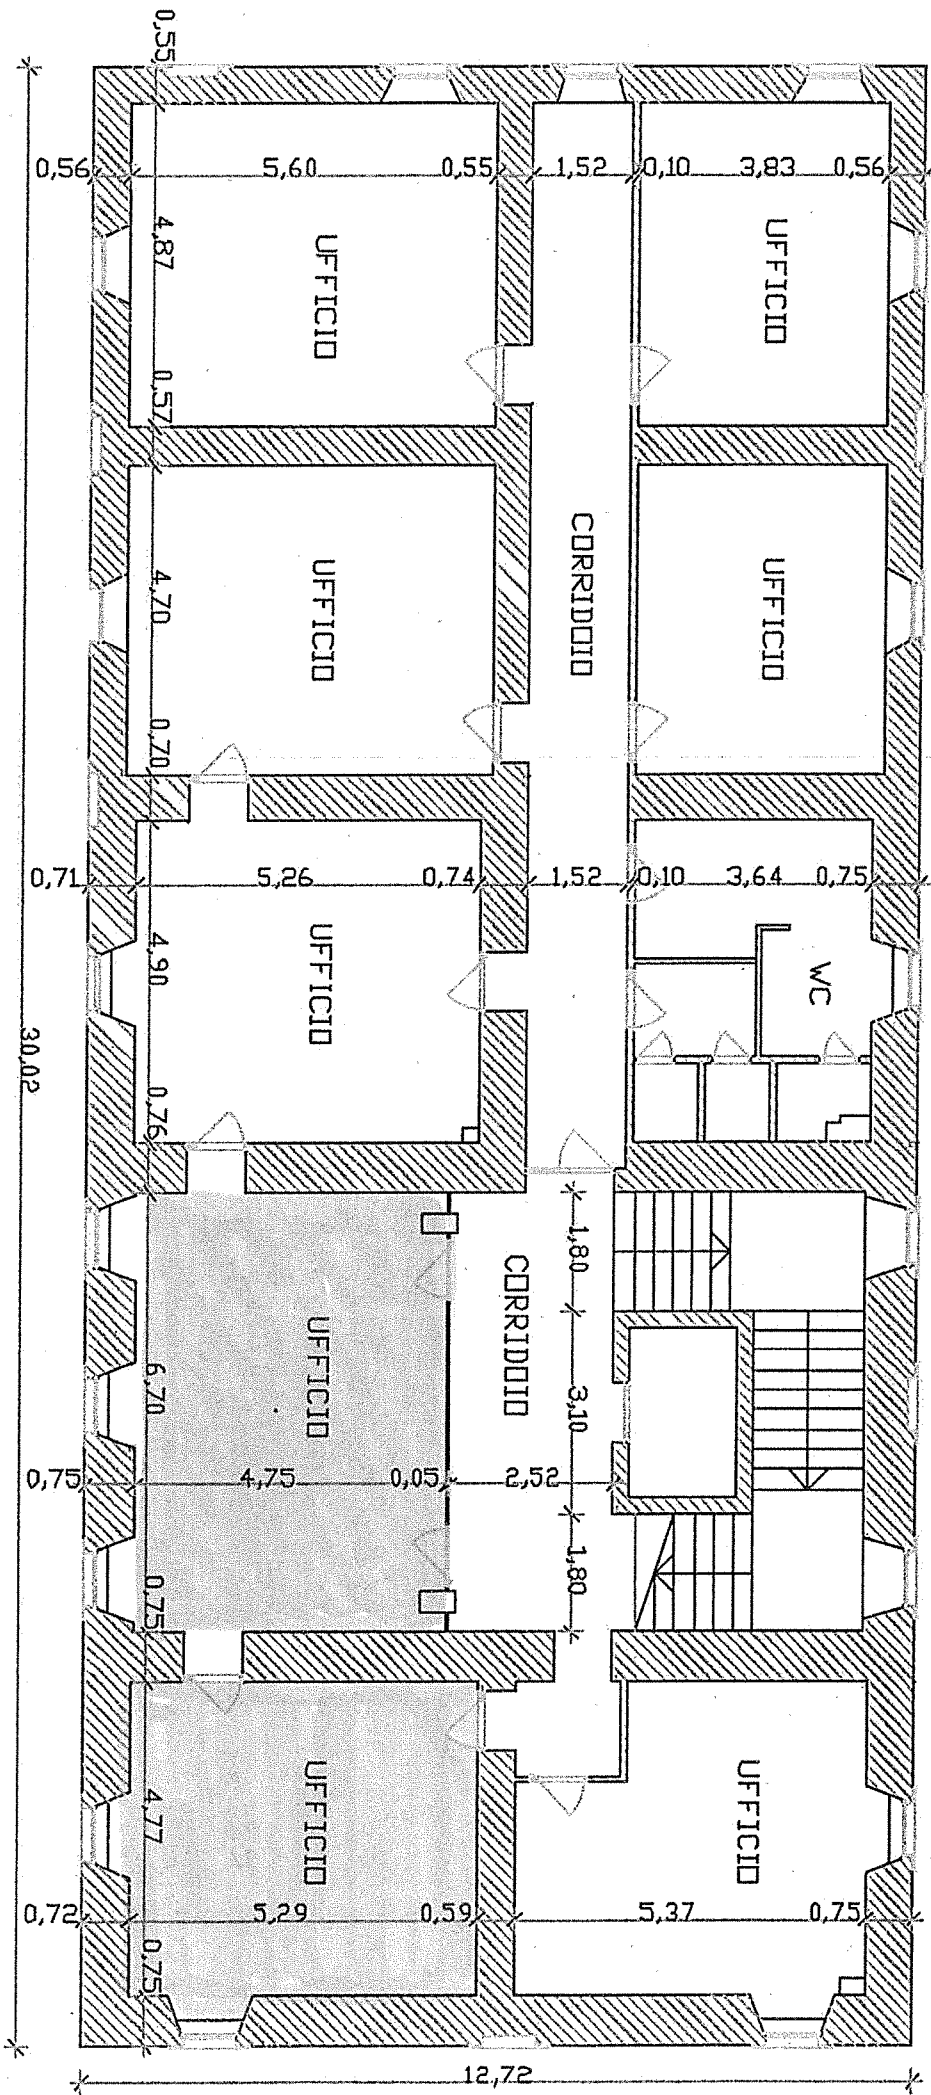 0,55
0,56 5,60 0,55 1,52 0,10 3,83 0,56
4,87
UFFICIO
UFFICIO
0,57
CORRIDOIO
4,70
UFFICIO
UFFICIO
0,70
0,71 5,26 0,74 1,52 0,10 3,64 0,75
4,90
UFFICIO
WC
30,02
0,76
1,80
CORRIDOIO
UFFICIO
6,70
3,10
0,75 4,75 0,05 2,52
1,80
0,75
UFFICIO
UFFICIO
4,77
0,72 5,29 0,59 5,37 0,75
0,75
12,72